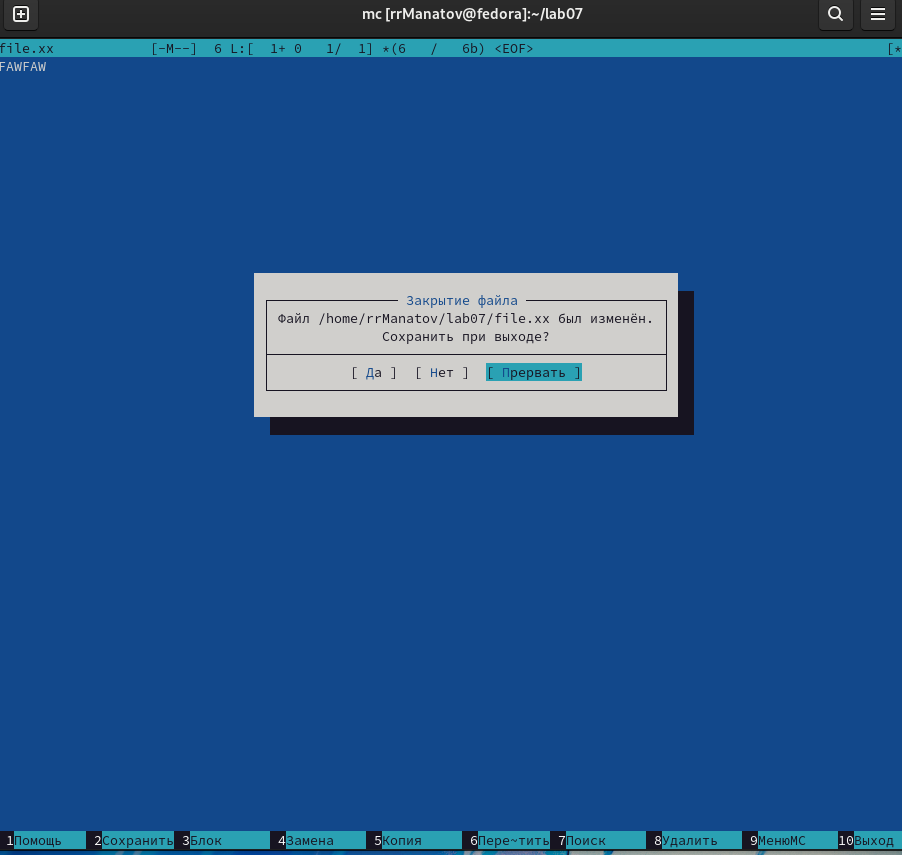 mc [rrManatov@fedora]:~/lab07
file.xx [-M--] 6 L:[ 1+ 0 1/ 1] *(6 / 6b) <EOF> [*
FAWFAW
Закрытие файла
Файл /home/rrManatov/lab07/file.xx был изменён.
Сохранить при выходе?
[ Да ] [ Нет ] [ Прервать ]
1Помощь 2Сохранить 3Блок 4Замена 5Копия 6Пере~тить 7Поиск 8Удалить 9МенюMC 10Выход